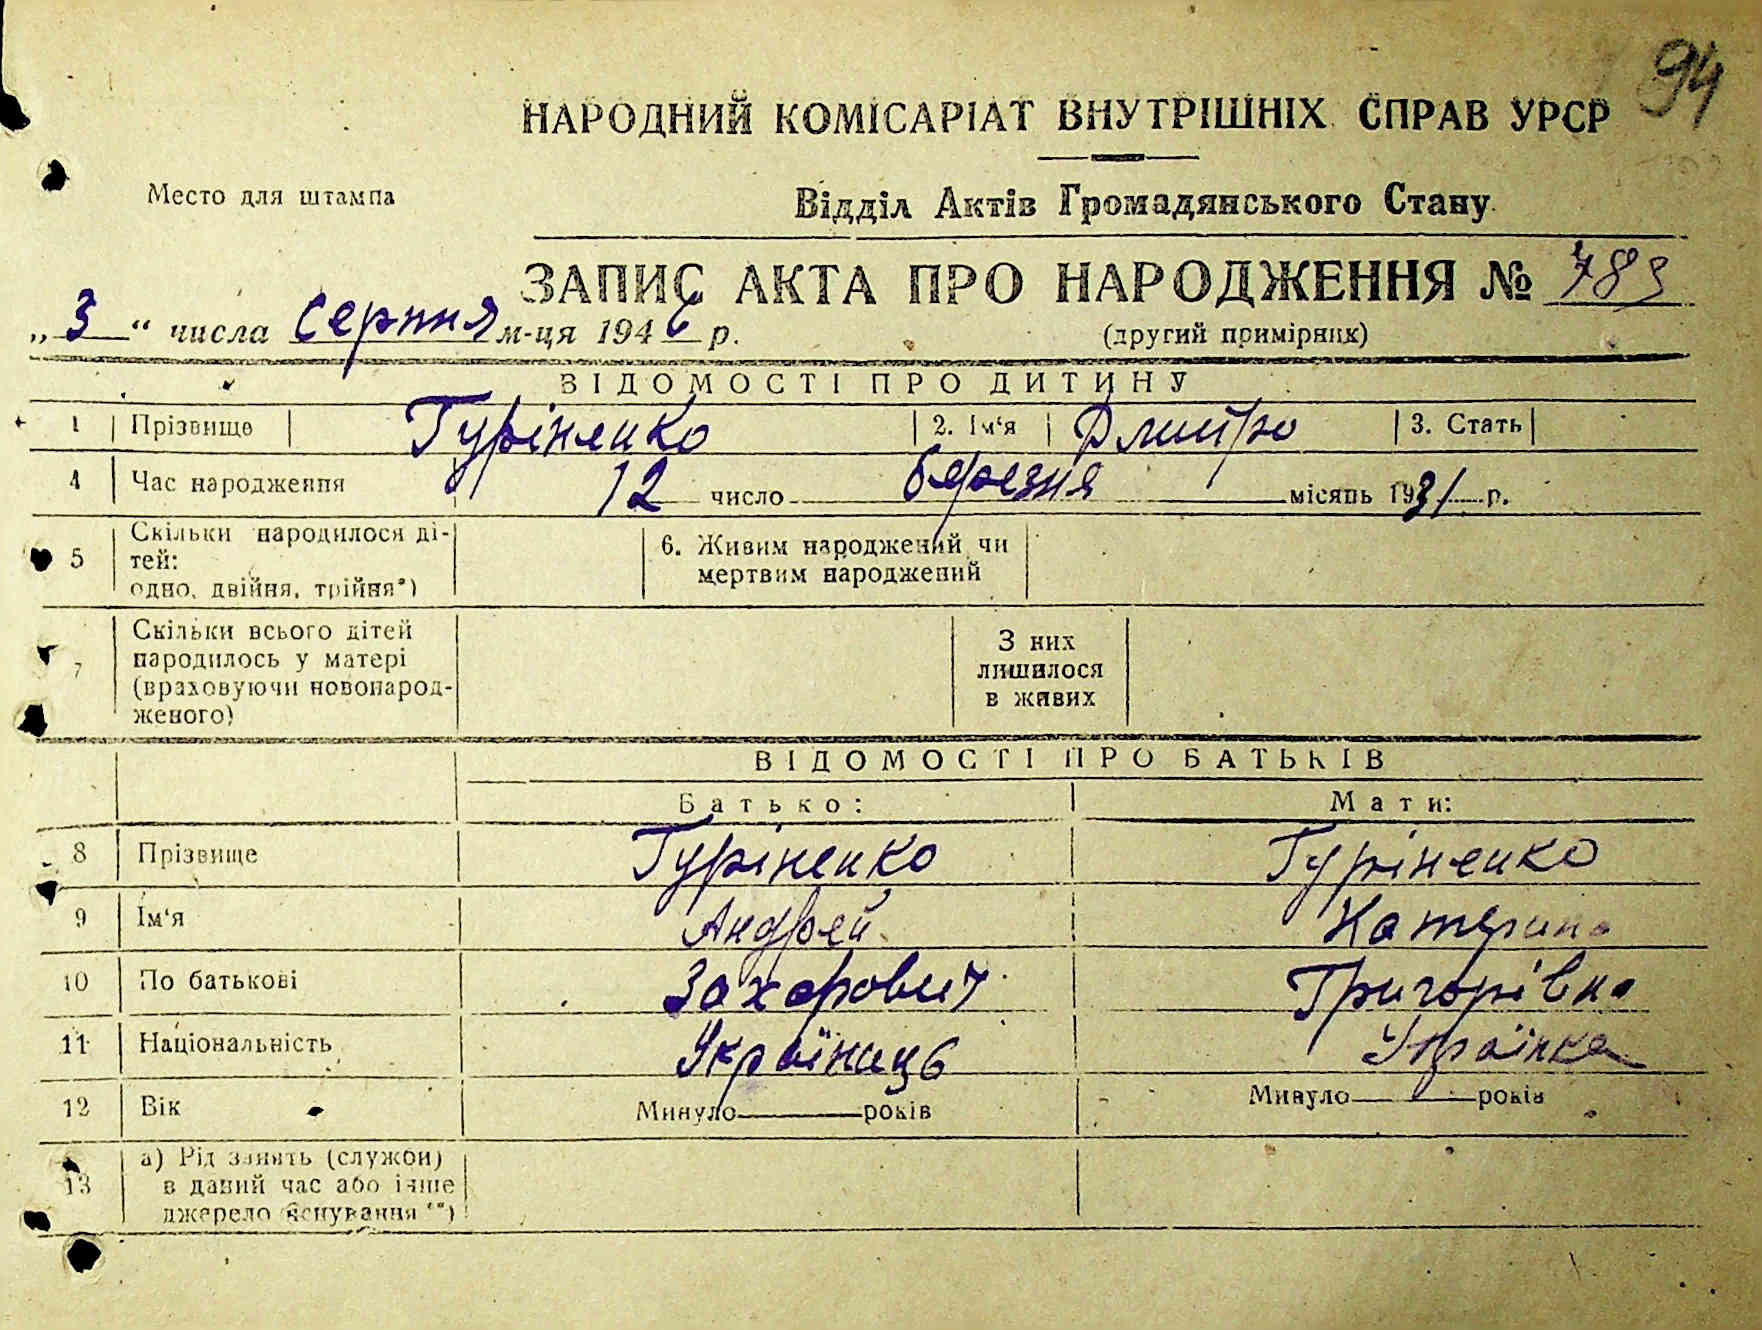 94
НАРОДНИЙ КОМІСАРІАТ ВНУТРІШНІХ СПРАВ УРСР
Место для штампа
Відділ Актів Громадянського Стану
ЗАПИС АКТА ПРО НАРОДЖЕННЯ № 783
„3“ числа серпня м-ця 1946 р.
(другий примірник)
ВІДОМОСТІ ПРО ДИТИНУ
1 Прізвище Гуріненко 2. Ім'я Дмитро 3. Стать
4 Час народження 12 число березня місяць 1931 р.
5 Скільки народилося ді-
тей:
одно, двійня, трійня*)
6. Живим народжений чи
мертвим народжений
7 Скільки всього дітей
народилось у матері
(враховуючи новонарод-
женого)
З них
лишилося
в живих
ВІДОМОСТІ ПРО БАТЬКІВ
Батько: Мати:
8 Прізвище Гуріненко Гуріненко
9 Ім'я Андрей Катерина
10 По батькові Захарович Григорівна
11 Національність Українець Українка
12 Вік Минуло року Минуло років
13 а) Рід занять (служби)
в даний час або інше
джерело існування**)